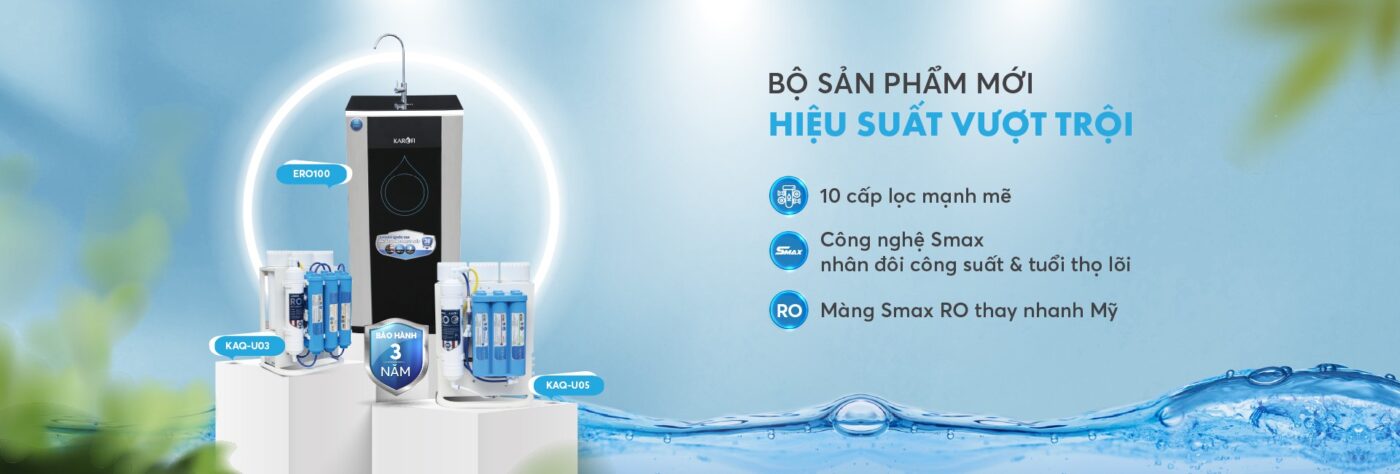 BỘ SẢN PHẨM MỚI
HIỆU SUẤT VƯỢT TRỘI
10 cấp lọc mạnh mẽ
SMAX
Công nghệ Smax
nhân đôi công suất & tuổi thọ lõi
RO
Màng Smax RO thay nhanh Mỹ
KAROFI
ERO100
RO
KAQ-U03
BẢO HÀNH
3
NĂM
KAQ-U05